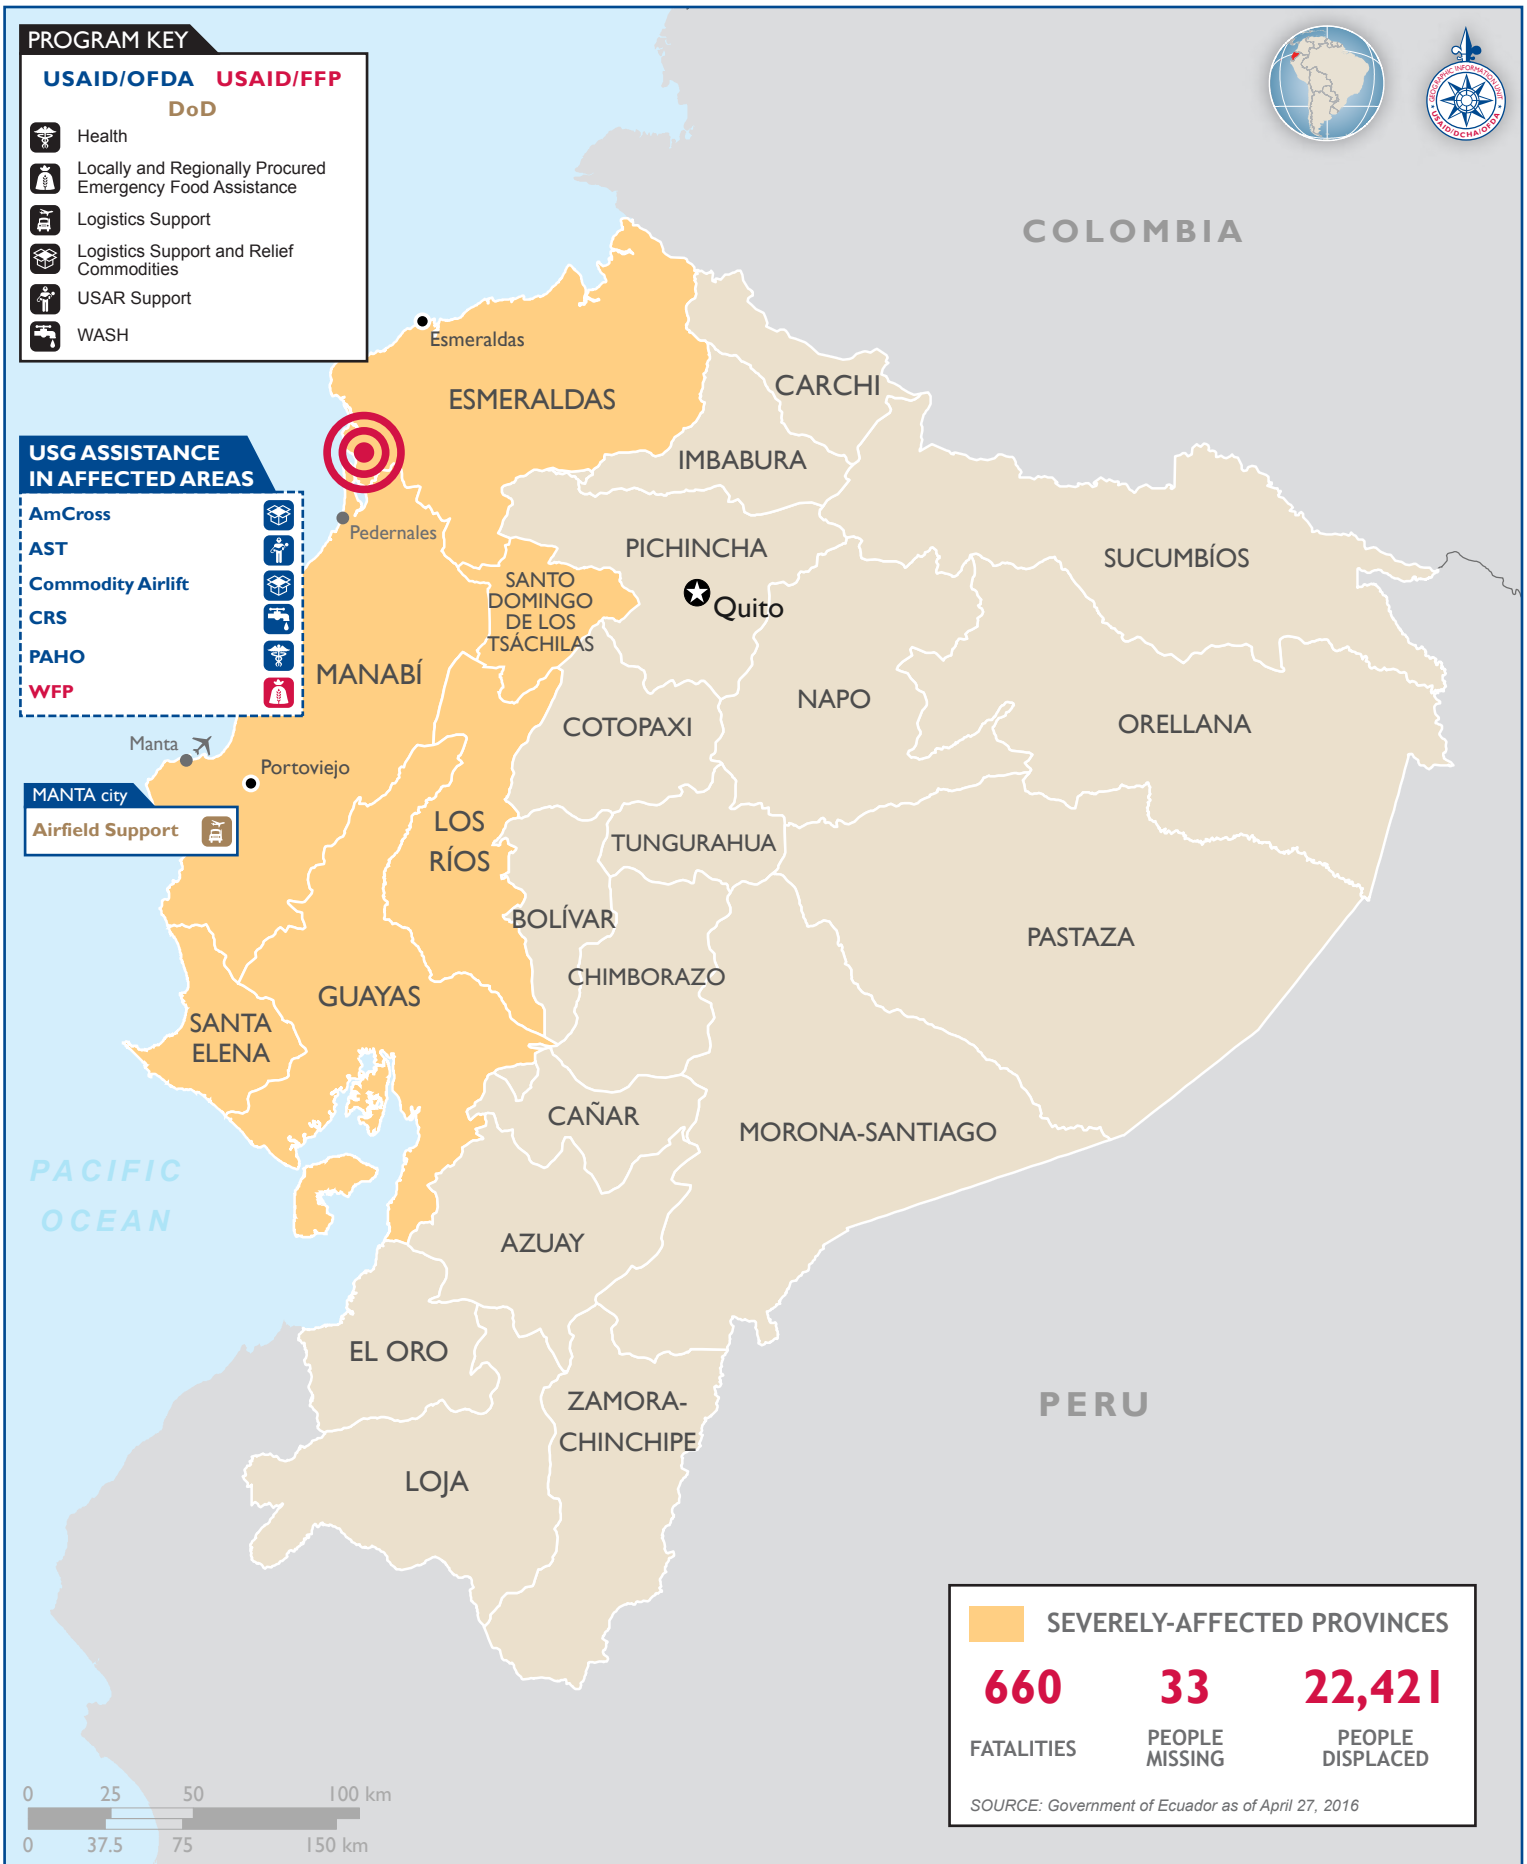 PROGRAM KEY
USAID/OFDA USAID/FFP
DoD
Health
Locally and Regionally Procured
Emergency Food Assistance
Logistics Support
Logistics Support and Relief
Commodities
USAR Support
WASH
GEOGRAPHIC INFORMATION UNIT
USAID/DCHA/OFDA
COLOMBIA
Esmeraldas
ESMERALDAS
CARCHI
IMBABURA
USG ASSISTANCE
IN AFFECTED AREAS
AmCross
AST
Commodity Airlift
CRS
PAHO
WFP
Pedernales
PICHINCHA
Quito
SUCUMBÍOS
SANTO
DOMINGO
DE LOS
TSÁCHILAS
MANABÍ
NAPO
COTOPAXI
ORELLANA
Manta
Portoviejo
MANTA city
Airfield Support
LOS
RÍOS
TUNGURAHUA
BOLÍVAR
PASTAZA
CHIMBORAZO
GUAYAS
SANTA
ELENA
CAÑAR
MORONA-SANTIAGO
PACIFIC
OCEAN
AZUAY
EL ORO
ZAMORA-
CHINCHIPE
PERU
LOJA
SEVERELY-AFFECTED PROVINCES
660 33 22,421
FATALITIES
PEOPLE
MISSING
PEOPLE
DISPLACED
SOURCE: Government of Ecuador as of April 27, 2016
0 25 50 100 km
0 37.5 75 150 km